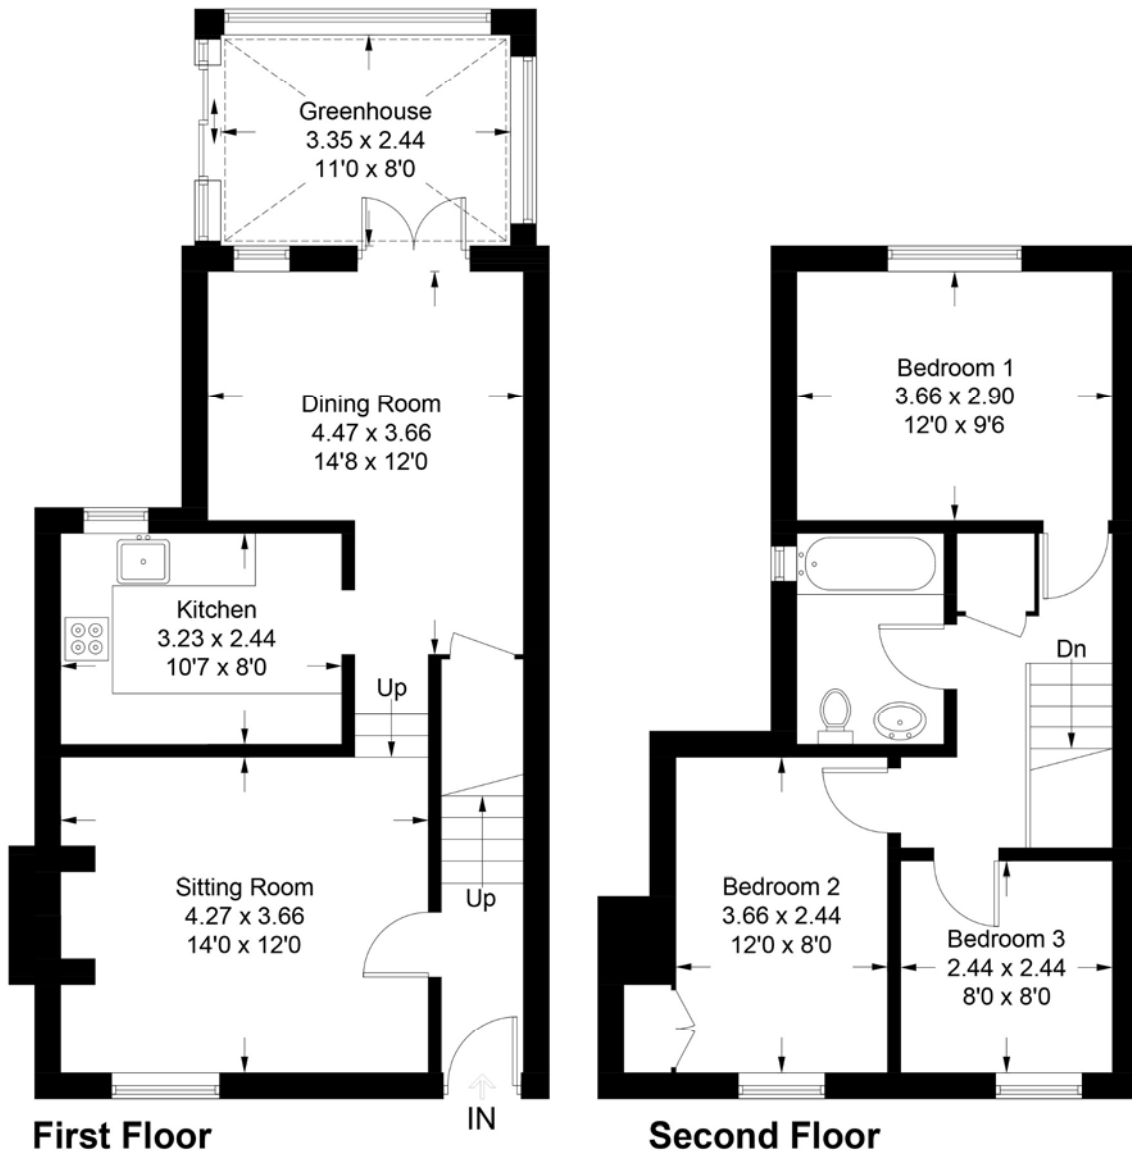 Greenhouse
3.35 x 2.44
11'0 x 8'0
Dining Room
4.47 x 3.66
14'8 x 12'0
Kitchen
3.23 x 2.44
10'7 x 8'0
Up
Sitting Room
4.27 x 3.66
14'0 x 12'0
Up
IN
First Floor
Bedroom 1
3.66 x 2.90
12'0 x 9'6
Dn
Bedroom 2
3.66 x 2.44
12'0 x 8'0
Bedroom 3
2.44 x 2.44
8'0 x 8'0
Second Floor